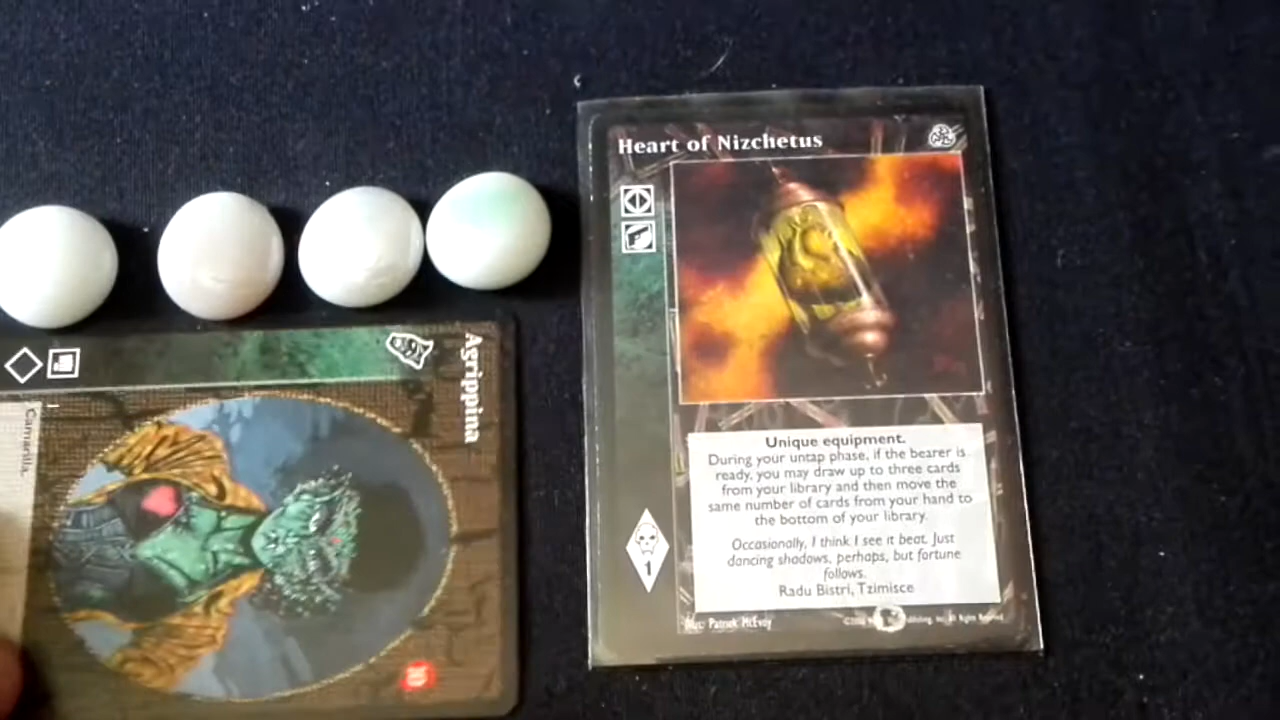 Heart of Nizchetus
Unique equipment.
During your untap phase, if the bearer is
ready, you may draw up to three cards
from your library and then move the
same number of cards from your hand to
the bottom of your library.
Occasionally, I think I see it beat. Just
dancing shadows, perhaps, but fortune
follows.
Radu Bistri, Tzimisce
1
Illus: Patrick McEvoy
Agrippina
Camarilla.